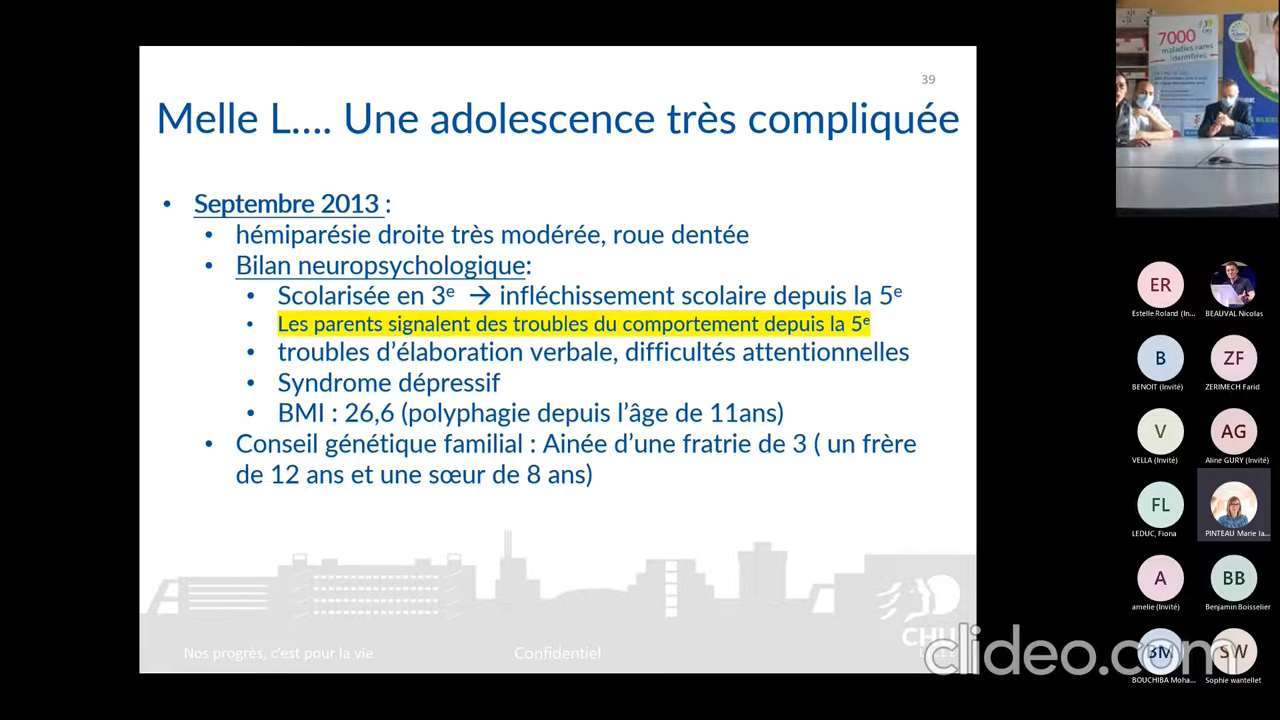 39
Melle L.... Une adolescence très compliquée
• Septembre 2013 :
• hémiparésie droite très modérée, roue dentée
• Bilan neuropsychologique:
• Scolarisée en 3e → infléchissement scolaire depuis la 5e
• Les parents signalent des troubles du comportement depuis la 5e
• troubles d'élaboration verbale, difficultés attentionnelles
• Syndrome dépressif
• BMI : 26,6 (polyphagie depuis l'âge de 11ans)
• Conseil génétique familial : Ainée d'une fratrie de 3 ( un frère
de 12 ans et une sœur de 8 ans)
Nos progrès, c'est pour la vie
Confidentiel
CHU
clideo.com
7000
maladies rares
identifiées
ER
Estelle Roland (In...
BEAUVAL Nicolas
B
BENOIT (Invité)
ZF
ZERIMECH Farid
V
VELLA (Invité)
AG
Aline GURY (Invité)
FL
LEDUC, Fiona
PINTEAU Marie la...
A
amelie (Invité)
BB
Benjamin Boisselier
BM
BOUCHIBA Moha...
SW
Sophie wantellet